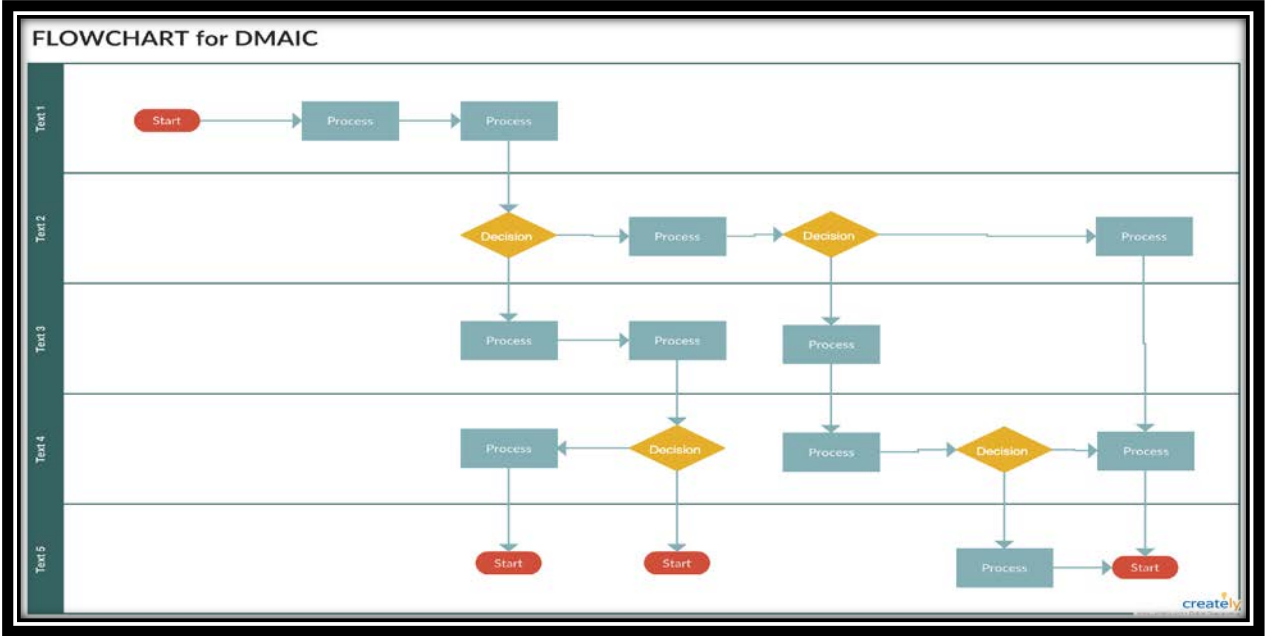 FLOWCHART for DMAIC
Text 1
Start
Process
Process
Text 2
Decision
Process
Decision
Process
Text 3
Process
Process
Process
Text 4
Process
Decision
Process
Decision
Process
Text 5
Start
Start
Process
Start
creately